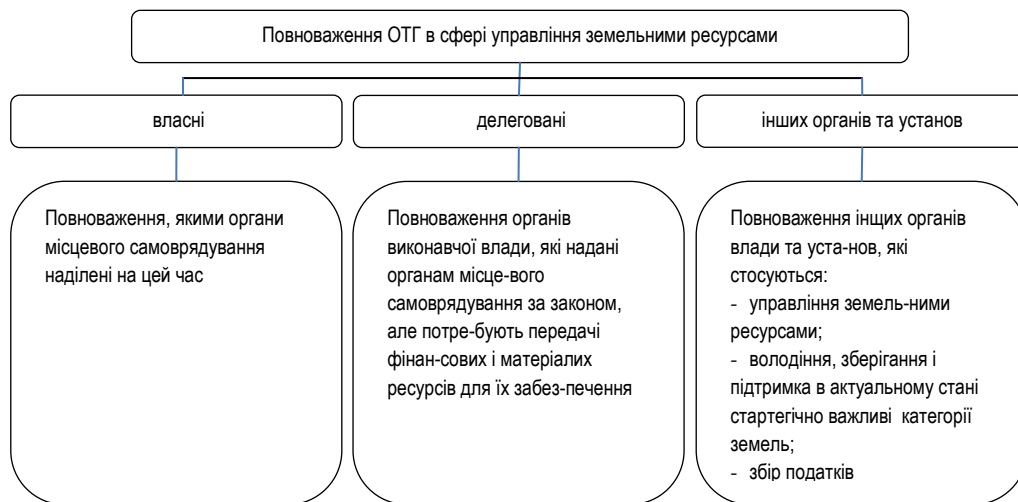 Повноваження ОТГ в сфері управління земельними ресурсами
власні
делеговані
інших органів та установ
Повноваження, якими органи
місцевого самоврядування
наділені на цей час
Повноваження органів
виконавчої влади, які надані
органам місце-вого
самоврядування за законом,
але потре-бують передачі
фінан-сових і матеріалих
ресурсів для їх забез-печення
Повноваження інщих органів
влади та уста-нов, які
стосуються:
- управління земель-ними
ресурсами;
- володіння, зберігання і
підтримка в актуальному стані
стартегічно важливі категорії
земель;
- збір податків